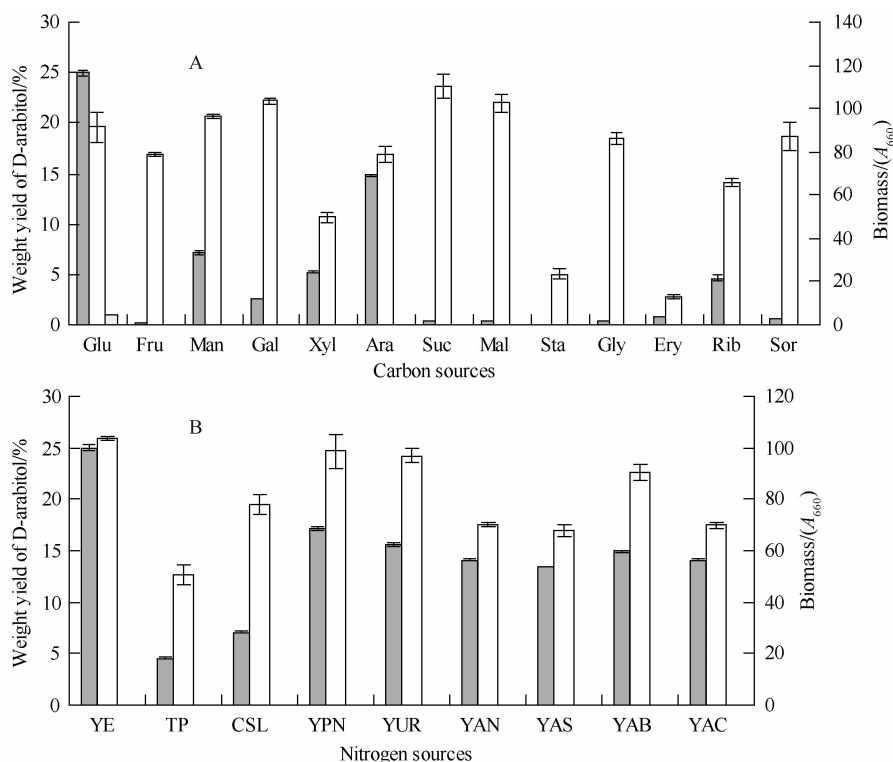 30
25
20
15
10
5
0
Weight yield of D-arabitol/%
A
140
120
100
80
60
40
20
0
Biomass/(A660)
Glu Fru Man Gal Xyl Ara Suc Mal Sta Gly Ery Rib Sor
Carbon sources
30
25
20
15
10
5
0
Weight yield of D-arabitol/%
B
120
100
80
60
40
20
0
Biomass/(A660)
YE TP CSL YPN YUR YAN YAS YAB YAC
Nitrogen sources